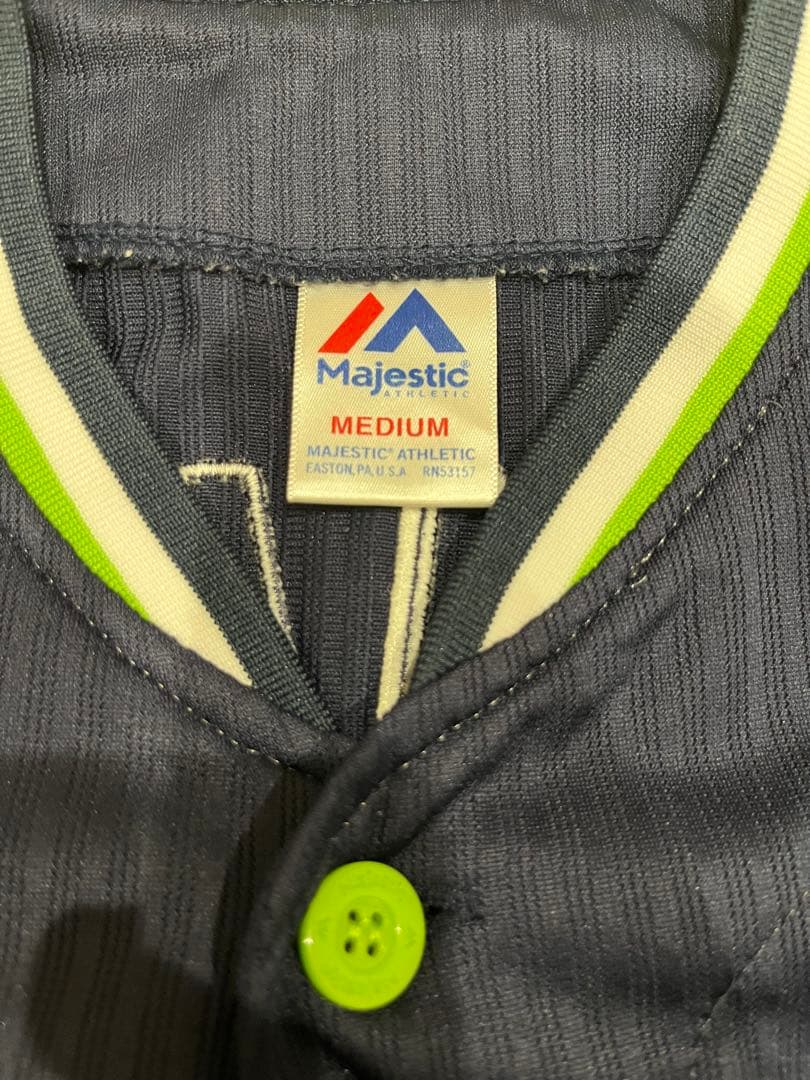 Majestic®
ATHLETIC
MEDIUM
MAJESTIC® ATHLETIC
EASTON, PA, U.S.A RN53157